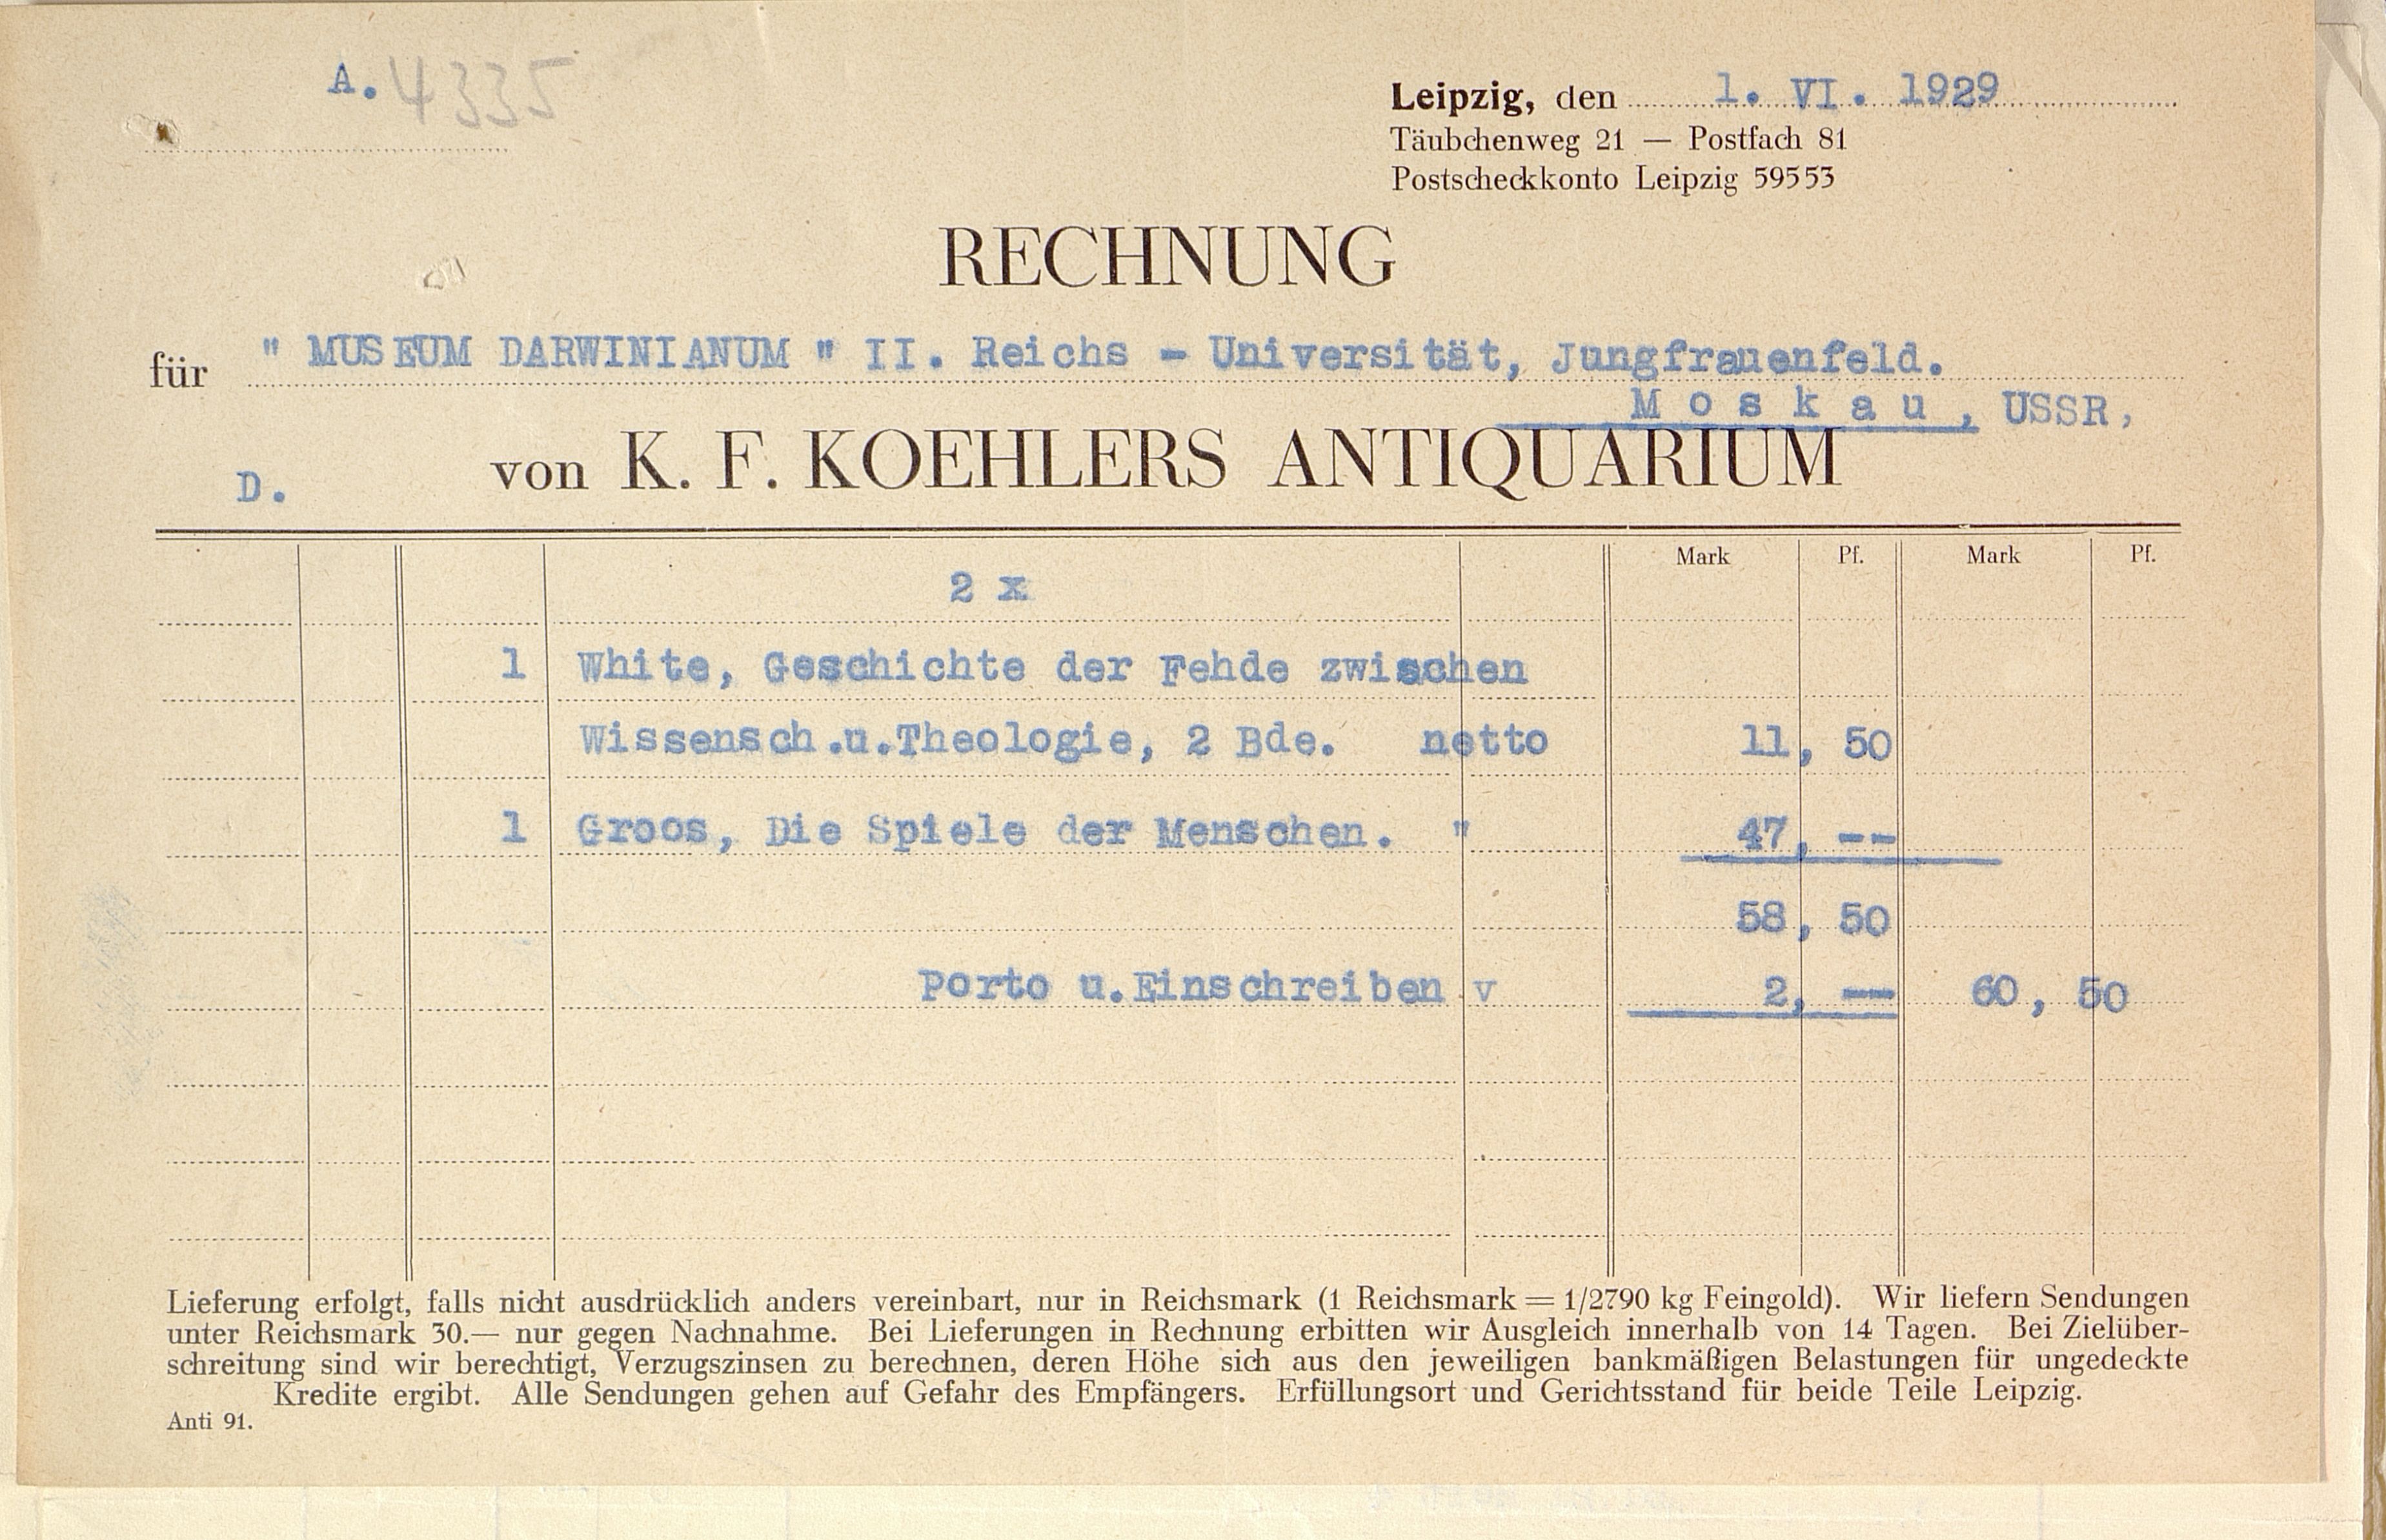 A. 4335
Leipzig, den 1. VI. 1929
Täubchenweg 21 — Postfach 81
Postscheckkonto Leipzig 59553
RECHNUNG
für " MUSEUM DARWINIANUM " II. Reichs - Universität, Jungfrauenfeld.
Moskau, USSR,
von K. F. KOEHLERS ANTIQUARIUM
D.
Mark Pf. Mark Pf.
2 x
1 White, Geschichte der Fehde zwischen
Wissensch.u.Theologie, 2 Bde. netto 11, 50
1 Groos, Die Spiele der Menschen. " 47, --
58, 50
Porto u.Einschreiben v 2, -- 60, 50
Lieferung erfolgt, falls nicht ausdrücklich anders vereinbart, nur in Reichsmark (1 Reichsmark = 1/2790 kg Feingold). Wir liefern Sendungen
unter Reichsmark 30.— nur gegen Nachnahme. Bei Lieferungen in Rechnung erbitten wir Ausgleich innerhalb von 14 Tagen. Bei Zielüber-
schreitung sind wir berechtigt, Verzugszinsen zu berechnen, deren Höhe sich aus den jeweiligen bankmäßigen Belastungen für ungedeckte
Kredite ergibt. Alle Sendungen gehen auf Gefahr des Empfängers. Erfüllungsort und Gerichtsstand für beide Teile Leipzig.
Anti 91.